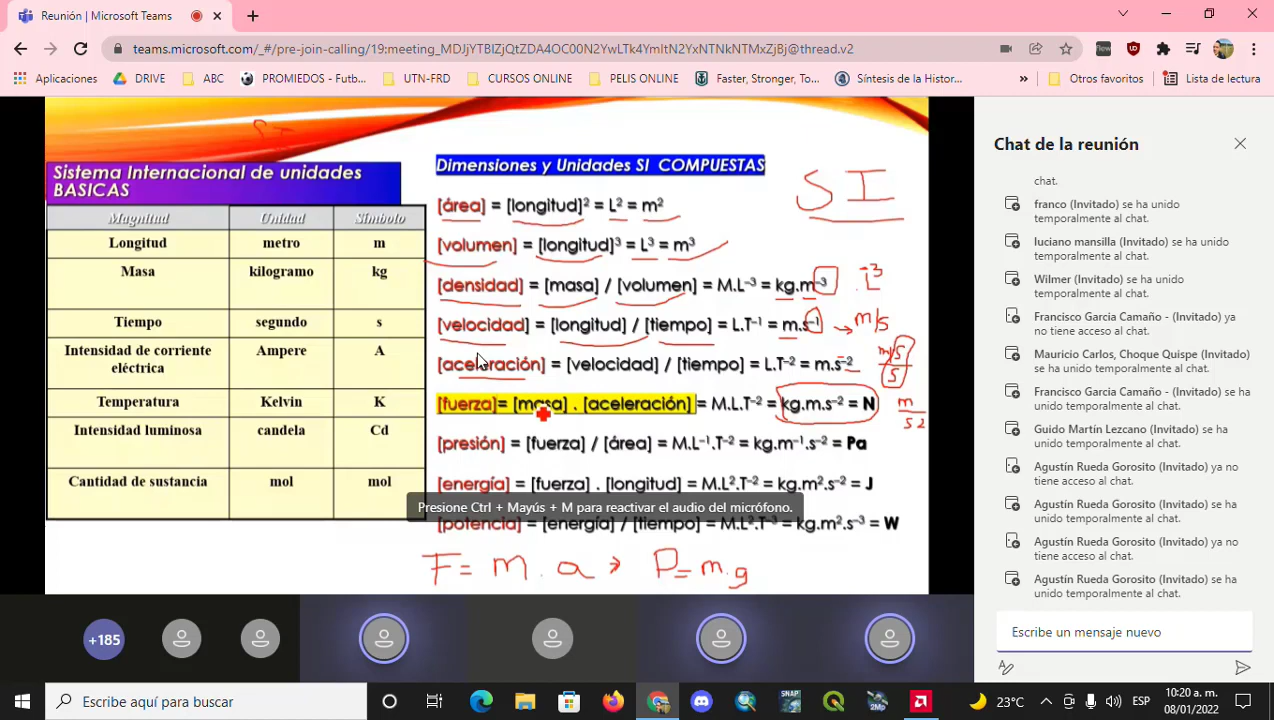 Reunión | Microsoft Teams
teams.microsoft.com/_#/pre-join-calling/19:meeting_MDJjYTBlZjQtZDA4OC00N2YwLTk4YmItN2YxNTNkNTMxZjBj@thread.v2
Aplicaciones DRIVE ABC PROMIEDOS - Futb... UTN-FRD CURSOS ONLINE PELIS ONLINE Faster, Stronger, To... Síntesis de la Histor... » Otros favoritos Lista de lectura
Sistema Internacional de unidades
BASICAS
Magnitud Unidad Símbolo
Longitud metro m
Masa kilogramo kg
Tiempo segundo s
Intensidad de corriente
eléctrica Ampere A
Temperatura Kelvin K
Intensidad luminosa candela Cd
Cantidad de sustancia mol mol
Dimensiones y Unidades SI COMPUESTAS
SI
[área] = [longitud]² = L² = m²
[volumen] = [longitud]³ = L³ = m³
[densidad] = [masa] / [volumen] = M.L⁻³ = kg.m⁻³ L⁻³
[velocidad] = [longitud] / [tiempo] = L.T⁻¹ = m.s⁻¹ → m/s
[aceleración] = [velocidad] / [tiempo] = L.T⁻² = m.s⁻² m/s / s
[fuerza]= [masa] . [aceleración] = M.L.T⁻² = kg.m.s⁻² = N m / s2
[presión] = [fuerza] / [área] = M.L⁻¹.T⁻² = kg.m⁻¹.s⁻² = Pa
[energía] = [fuerza] . [longitud] = M.L².T⁻² = kg.m².s⁻² = J
Presione Ctrl + Mayús + M para reactivar el audio del micrófono.
[potencia] = [energía] / [tiempo] = M.L².T⁻³ = kg.m².s⁻³ = W
F = m . a → P = m.g
+185
Chat de la reunión
chat.
franco (Invitado) se ha unido
temporalmente al chat.
luciano mansilla (Invitado) se ha unido
temporalmente al chat.
Wilmer (Invitado) se ha unido
temporalmente al chat.
Francisco Garcia Camaño - (Invitado) ya
no tiene acceso al chat.
Mauricio Carlos, Choque Quispe (Invitado)
se ha unido temporalmente al chat.
Francisco Garcia Camaño - (Invitado) se ha
unido temporalmente al chat.
Guido Martín Lezcano (Invitado) se ha
unido temporalmente al chat.
Agustín Rueda Gorosito (Invitado) ya no
tiene acceso al chat.
Agustín Rueda Gorosito (Invitado) se ha
unido temporalmente al chat.
Agustín Rueda Gorosito (Invitado) ya no
tiene acceso al chat.
Agustín Rueda Gorosito (Invitado) se ha
unido temporalmente al chat.
Escribe un mensaje nuevo
Escribe aquí para buscar
23°C ESP
10:20 a. m.
08/01/2022